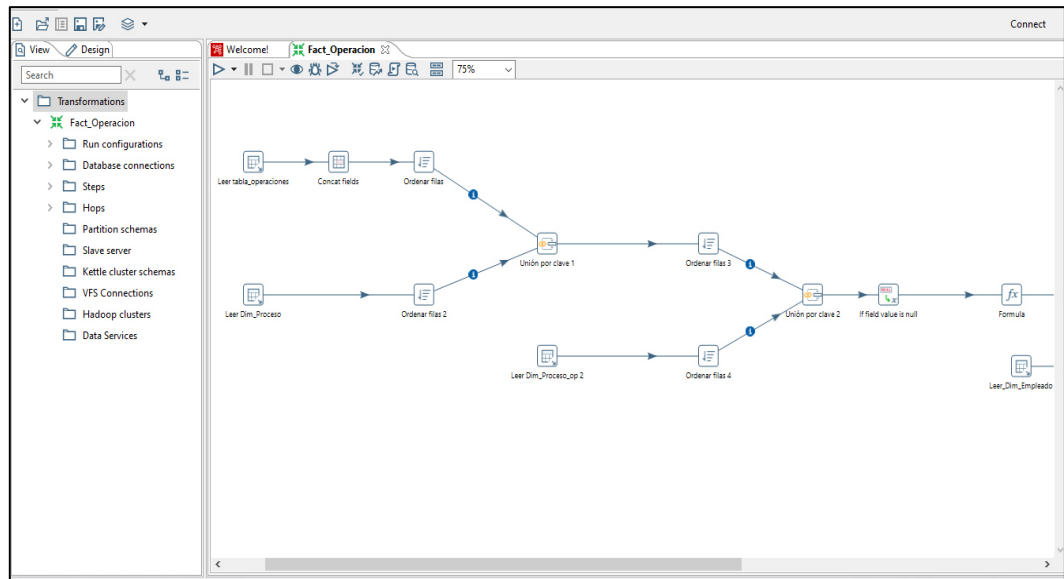 Connect
View
Design
Welcome!
Fact_Operacion
Search
75%
Transformations
Fact_Operacion
Run configurations
Database connections
Steps
Hops
Partition schemas
Slave server
Kettle cluster schemas
VFS Connections
Hadoop clusters
Data Services
Leer tabla_operaciones
Concat fields
Ordenar filas
Unión por clave 1
Ordenar filas 3
Leer Dim_Proceso
Ordenar filas 2
Unión por clave 2
If field value is null
Formula
Leer Dim_Proceso_op 2
Ordenar filas 4
Leer_Dim_Empleado